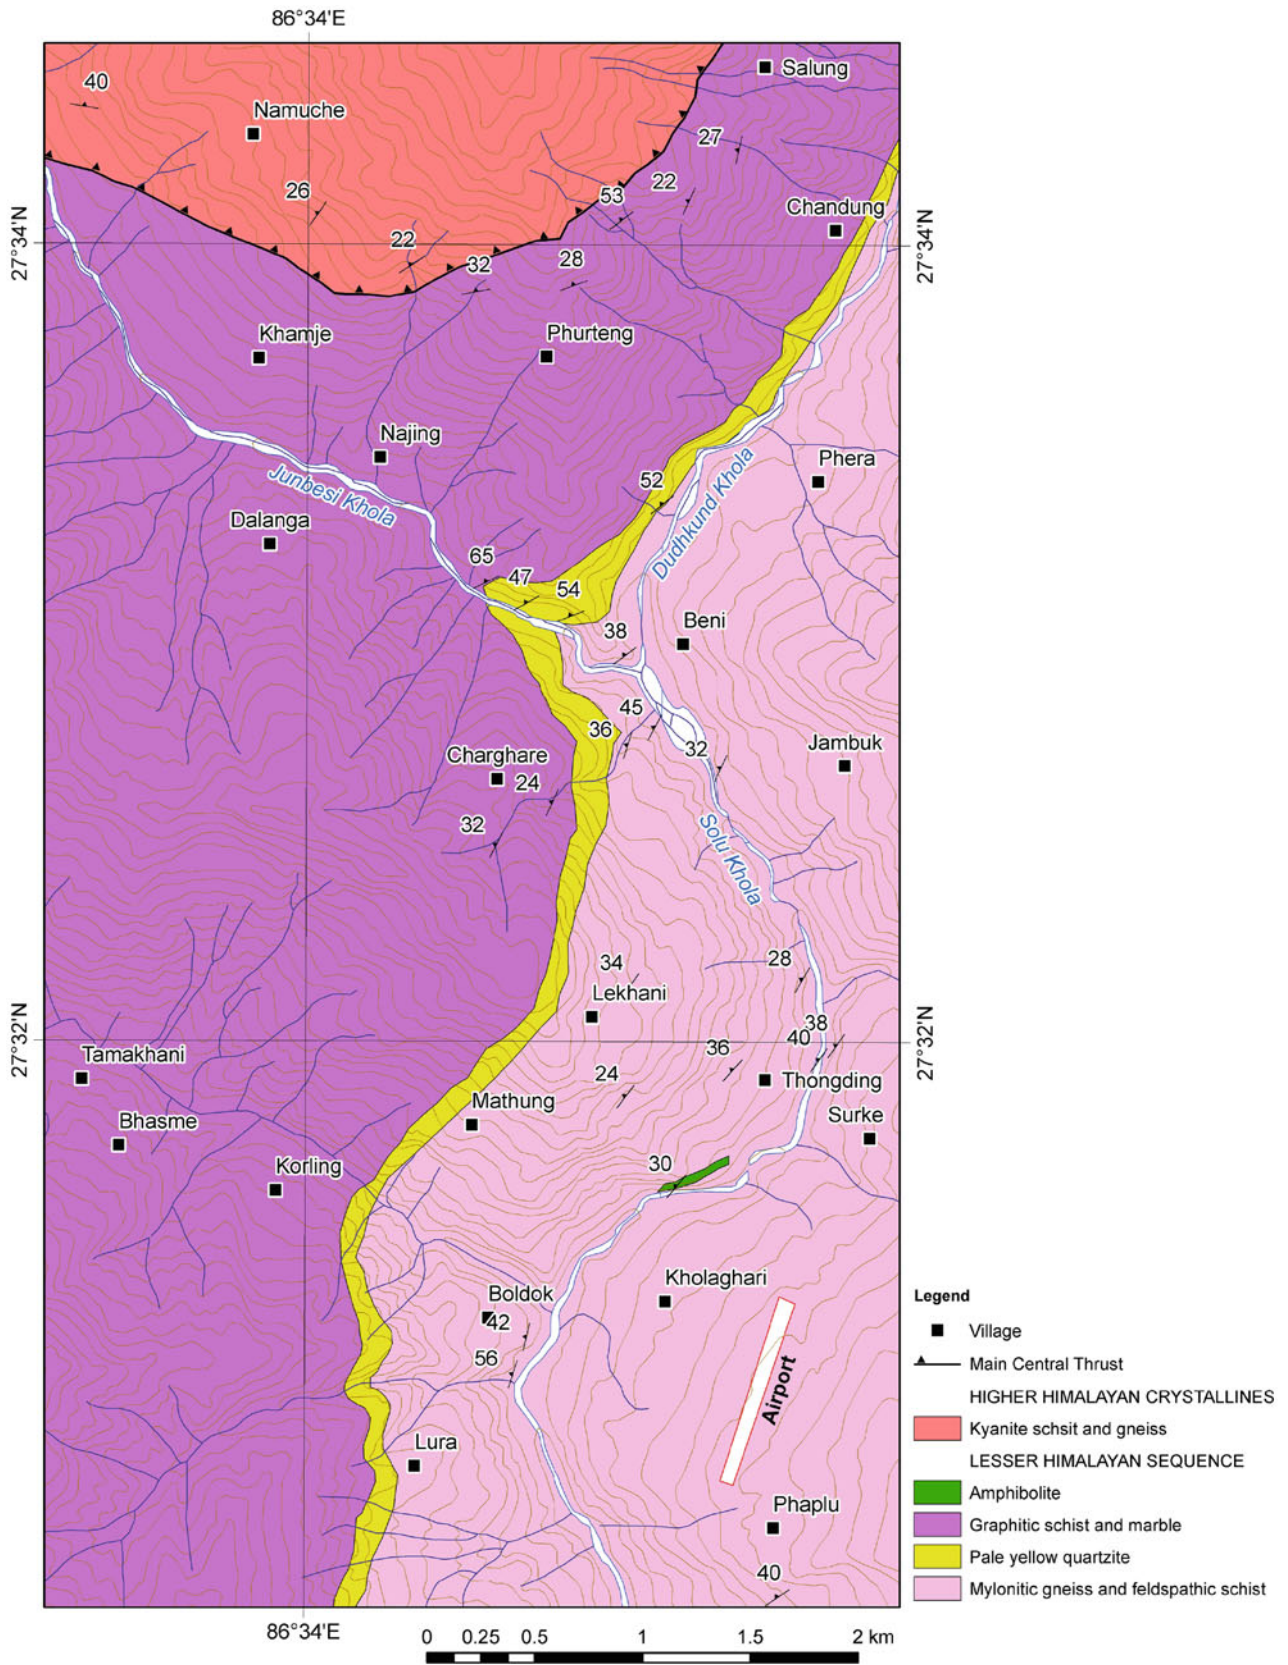 86°34'E
Salung
40
Namuche
27
26
22
53
Chandung
27°34'N
27°34'N
22
32
28
Khamje
Phurteng
Najing
Phera
52
Junbesi Khola
Dudhkund Khola
Dalanga
65
47
54
Beni
38
45
36
32
Jambuk
Charghare
24
32
Solu Khola
28
34
Lekhani
38
27°32'N
27°32'N
40
36
Tamakhani
24
Thongding
Mathung
Surke
Bhasme
30
Korling
Kholaghari
Boldok
42
56
Airport
Lura
Phaplu
40
Legend
Village
Main Central Thrust
HIGHER HIMALAYAN CRYSTALLINES
Kyanite schsit and gneiss
LESSER HIMALAYAN SEQUENCE
Amphibolite
Graphitic schist and marble
Pale yellow quartzite
Mylonitic gneiss and feldspathic schist
86°34'E
0 0.25 0.5 1 1.5 2 km